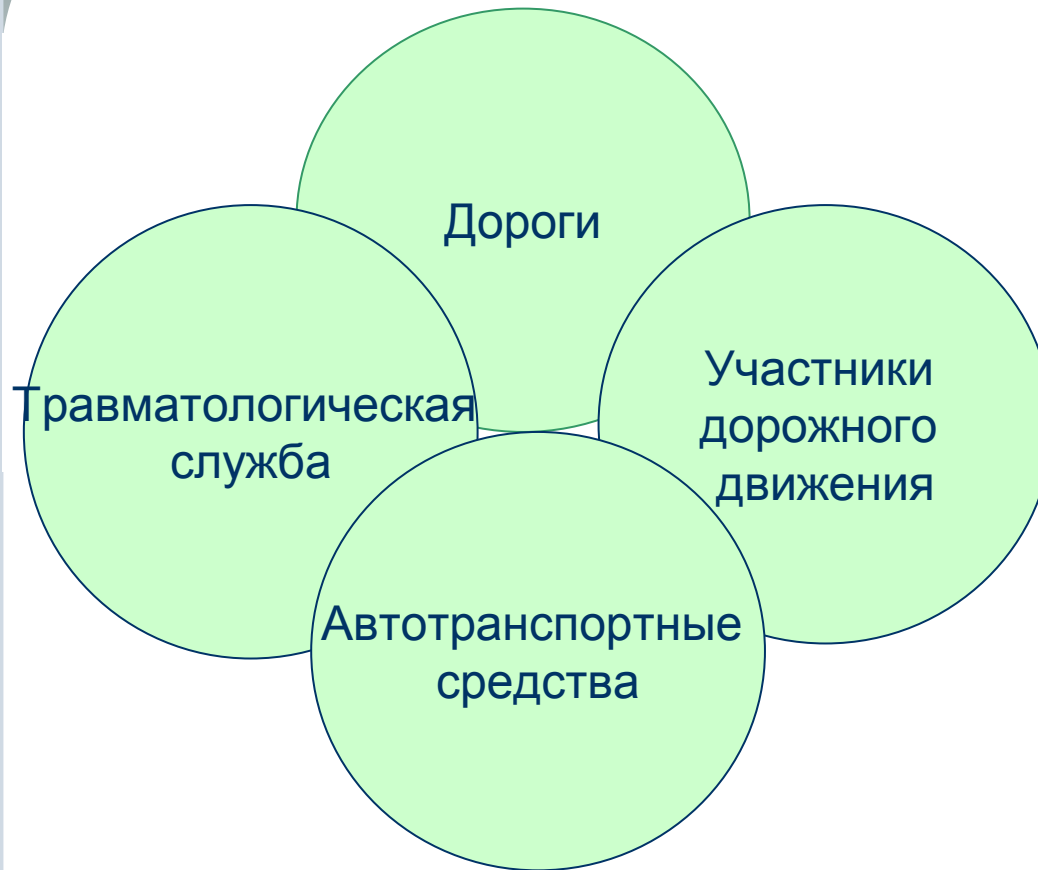 Дороги
Травматологическая
служба
Участники
дорожного
движения
Автотранспортные
средства